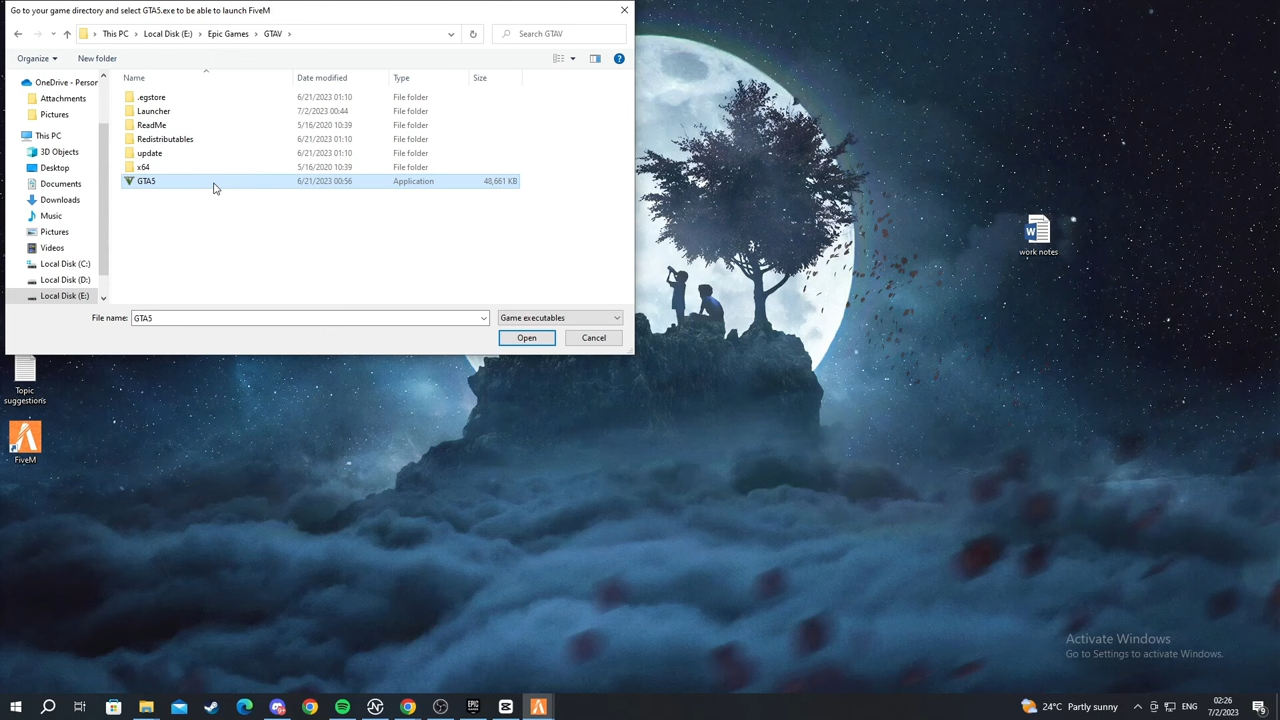 Go to your game directory and select GTA5.exe to be able to launch FiveM
This PC > Local Disk (E:) > Epic Games > GTAV >
Search GTAV
Organize
New folder
Name Date modified Type Size
.egstore 6/21/2023 01:10 File folder
Launcher 7/2/2023 00:44 File folder
ReadMe 5/16/2020 10:39 File folder
Redistributables 6/21/2023 01:10 File folder
update 6/21/2023 01:10 File folder
x64 5/16/2020 10:39 File folder
GTA5 6/21/2023 00:56 Application 48,661 KB
OneDrive - Person
Attachments
Pictures
This PC
3D Objects
Desktop
Documents
Downloads
Music
Pictures
Videos
Local Disk (C:)
Local Disk (D:)
Local Disk (E:)
File name: GTA5
Game executables
Open
Cancel
work notes
Topic
suggestions
FiveM
Activate Windows
Go to Settings to activate Windows.
EPIC
GAMES
24°C Partly sunny
ENG
02:26
7/2/2023